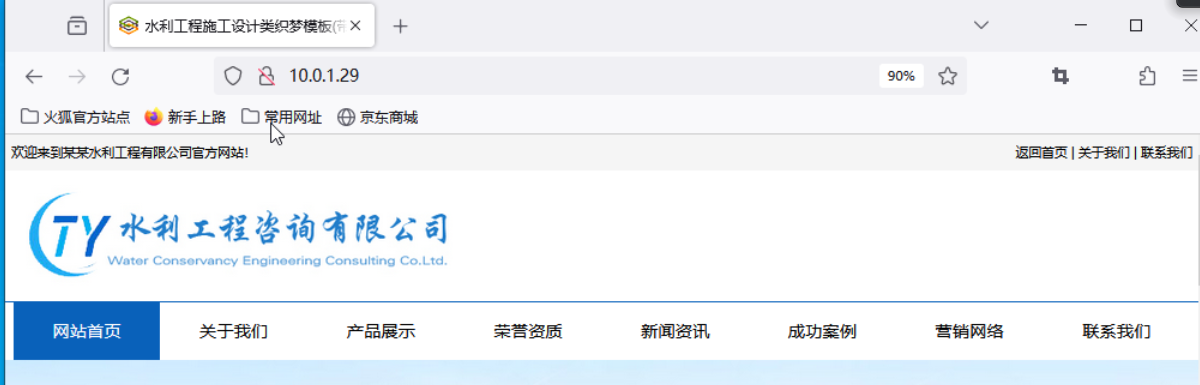 水利工程施工设计类织梦模板(带
10.0.1.29
90%
火狐官方站点 新手上路 常用网址 京东商城
欢迎来到某某水利工程有限公司官方网站! 返回首页 | 关于我们 | 联系我们
TY 水利工程咨询有限公司
Water Conservancy Engineering Consulting Co.Ltd.
网站首页 关于我们 产品展示 荣誉资质 新闻资讯 成功案例 营销网络 联系我们